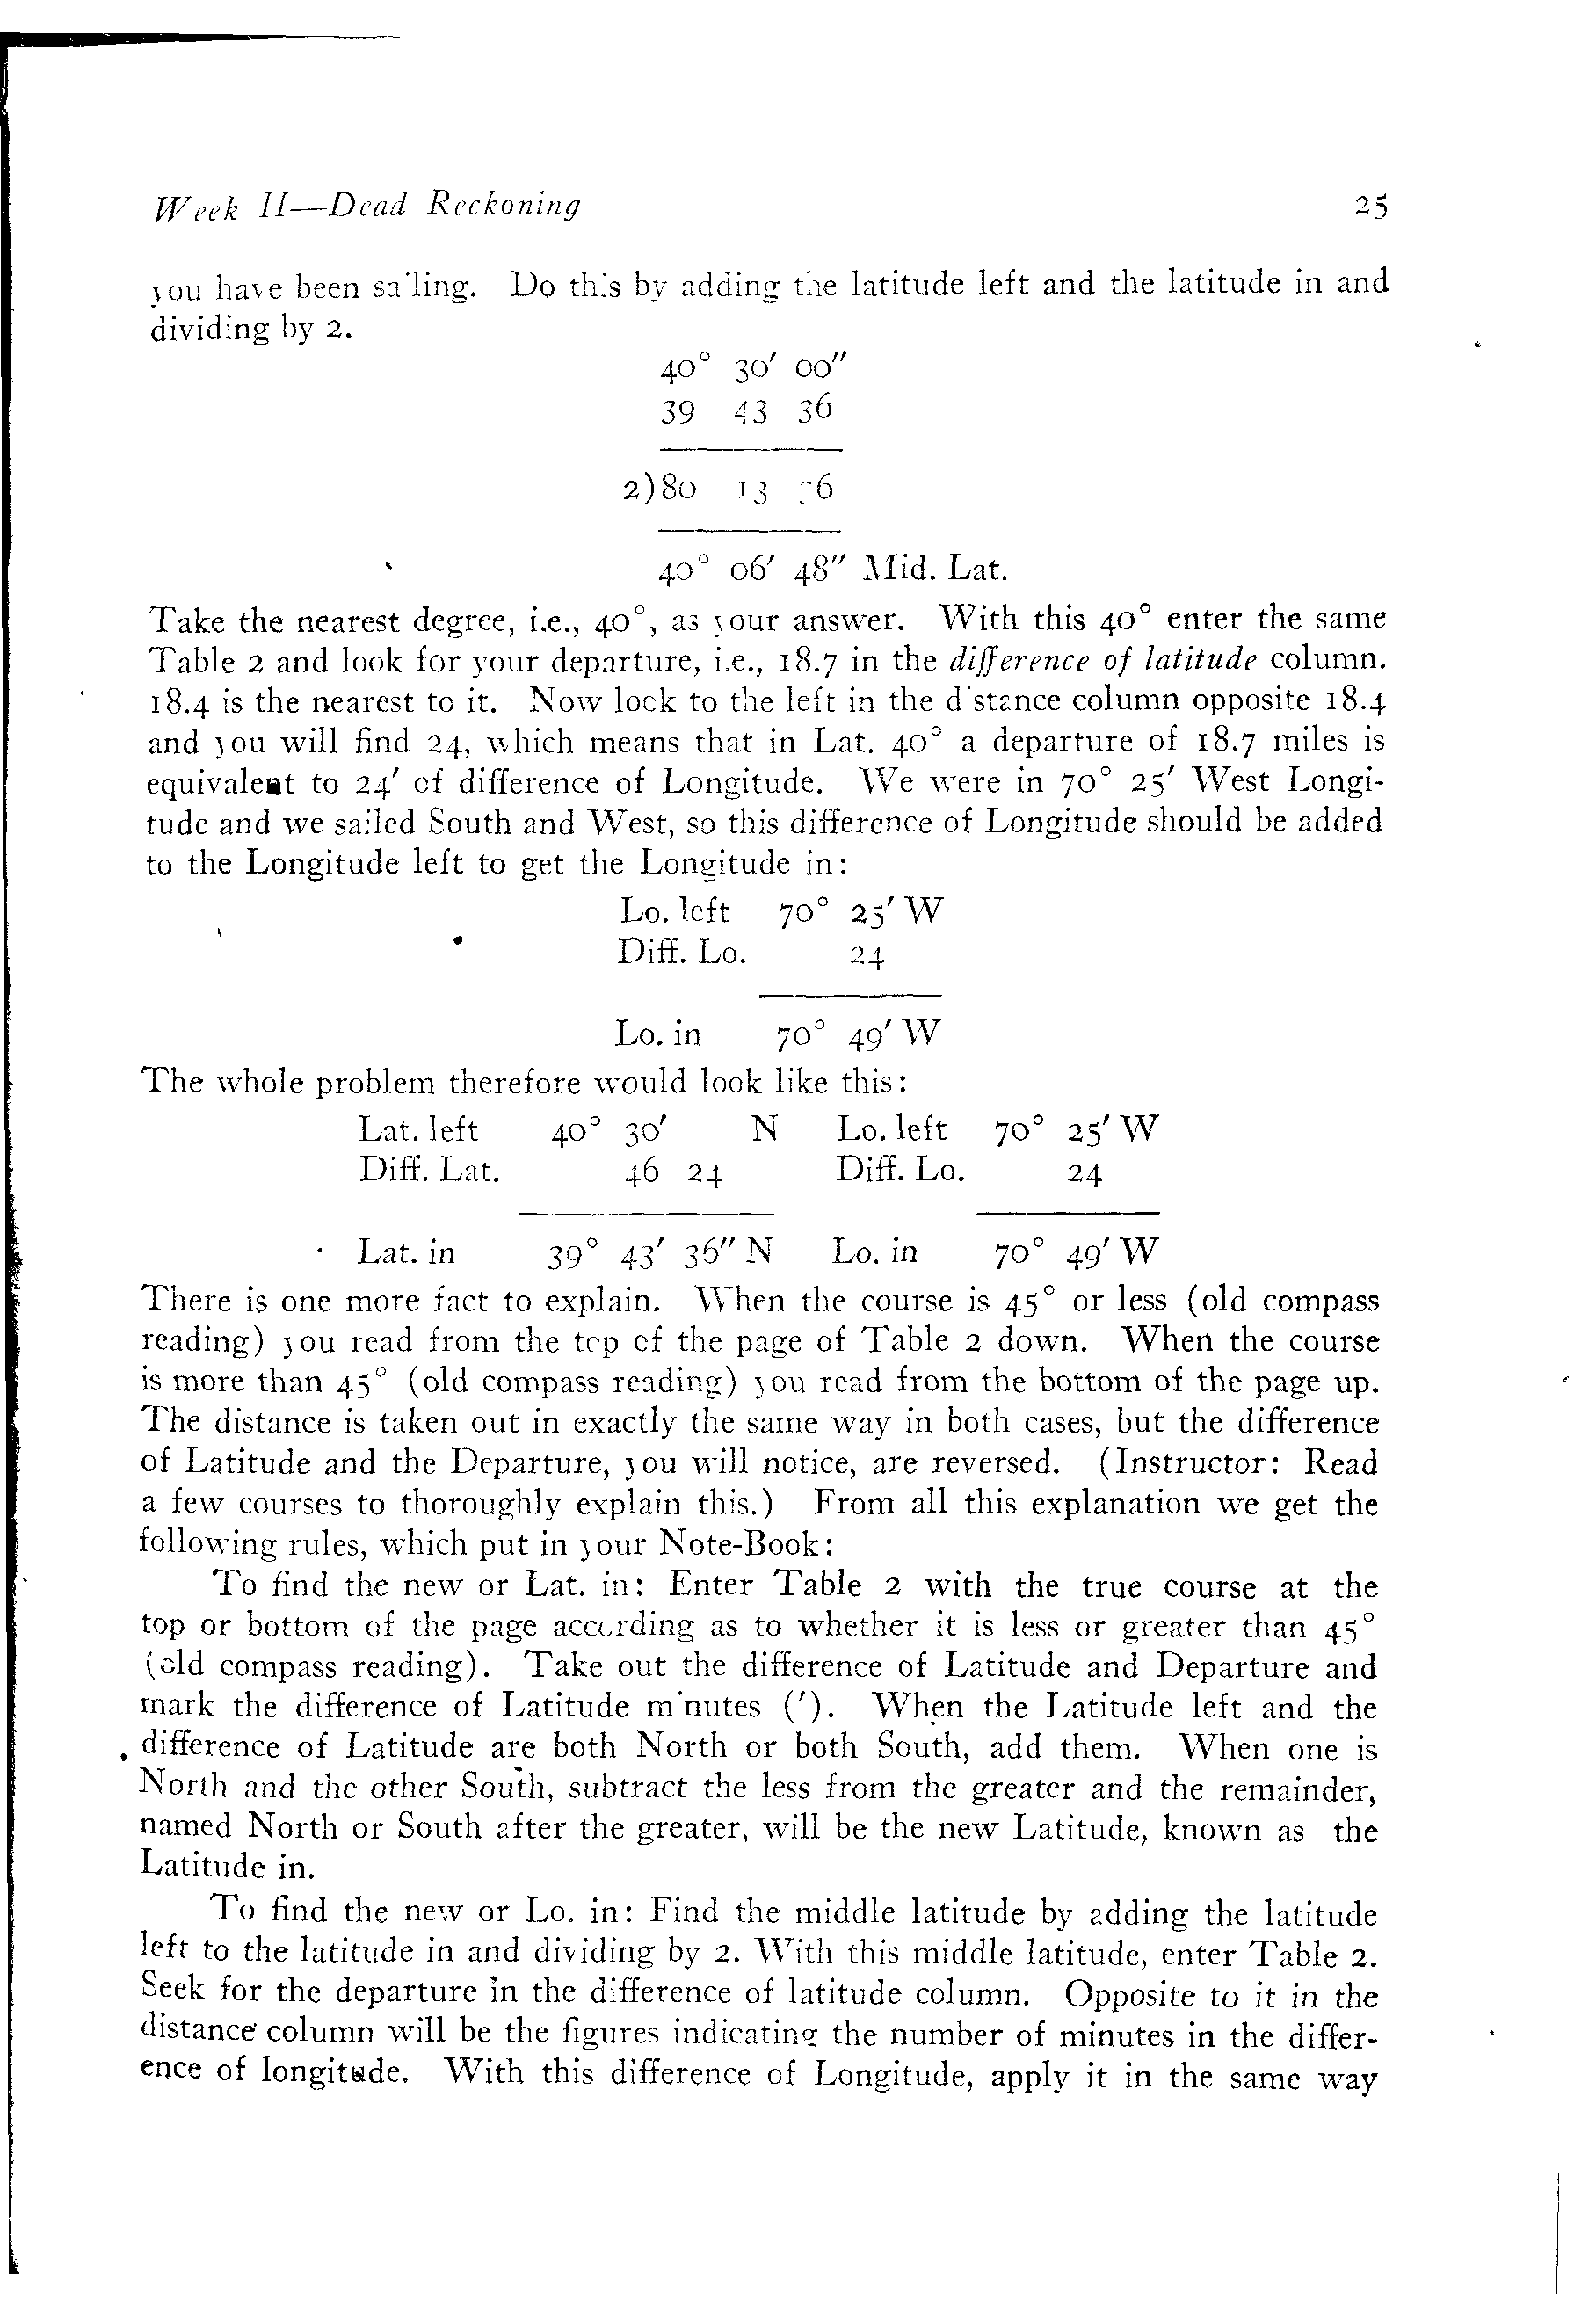 Week II—Dead Reckoning 25
you have been sailing. Do this by adding the latitude left and the latitude in and
dividing by 2.
40° 30′ 00″
39 43 36
2)80 13 36
40° 06′ 48″ Mid. Lat.
Take the nearest degree, i.e., 40°, as your answer. With this 40° enter the same
Table 2 and look for your departure, i.e., 18.7 in the difference of latitude column.
18.4 is the nearest to it. Now look to the left in the distance column opposite 18.4
and you will find 24, which means that in Lat. 40° a departure of 18.7 miles is
equivalent to 24′ of difference of Longitude. We were in 70° 25′ West Longi-
tude and we sailed South and West, so this difference of Longitude should be added
to the Longitude left to get the Longitude in:
Lo. left 70° 25′ W
Diff. Lo. 24
Lo. in 70° 49′ W
The whole problem therefore would look like this:
Lat. left 40° 30′ N Lo. left 70° 25′ W
Diff. Lat. 46 24 Diff. Lo. 24
Lat. in 39° 43′ 36″ N Lo. in 70° 49′ W
There is one more fact to explain. When the course is 45° or less (old compass
reading) you read from the top of the page of Table 2 down. When the course
is more than 45° (old compass reading) you read from the bottom of the page up.
The distance is taken out in exactly the same way in both cases, but the difference
of Latitude and the Departure, you will notice, are reversed. (Instructor: Read
a few courses to thoroughly explain this.) From all this explanation we get the
following rules, which put in your Note-Book:
To find the new or Lat. in: Enter Table 2 with the true course at the
top or bottom of the page according as to whether it is less or greater than 45°
(old compass reading). Take out the difference of Latitude and Departure and
mark the difference of Latitude minutes (′). When the Latitude left and the
difference of Latitude are both North or both South, add them. When one is
North and the other South, subtract the less from the greater and the remainder,
named North or South after the greater, will be the new Latitude, known as the
Latitude in.
To find the new or Lo. in: Find the middle latitude by adding the latitude
left to the latitude in and dividing by 2. With this middle latitude, enter Table 2.
Seek for the departure in the difference of latitude column. Opposite to it in the
distance column will be the figures indicating the number of minutes in the differ-
ence of longitude. With this difference of Longitude, apply it in the same way